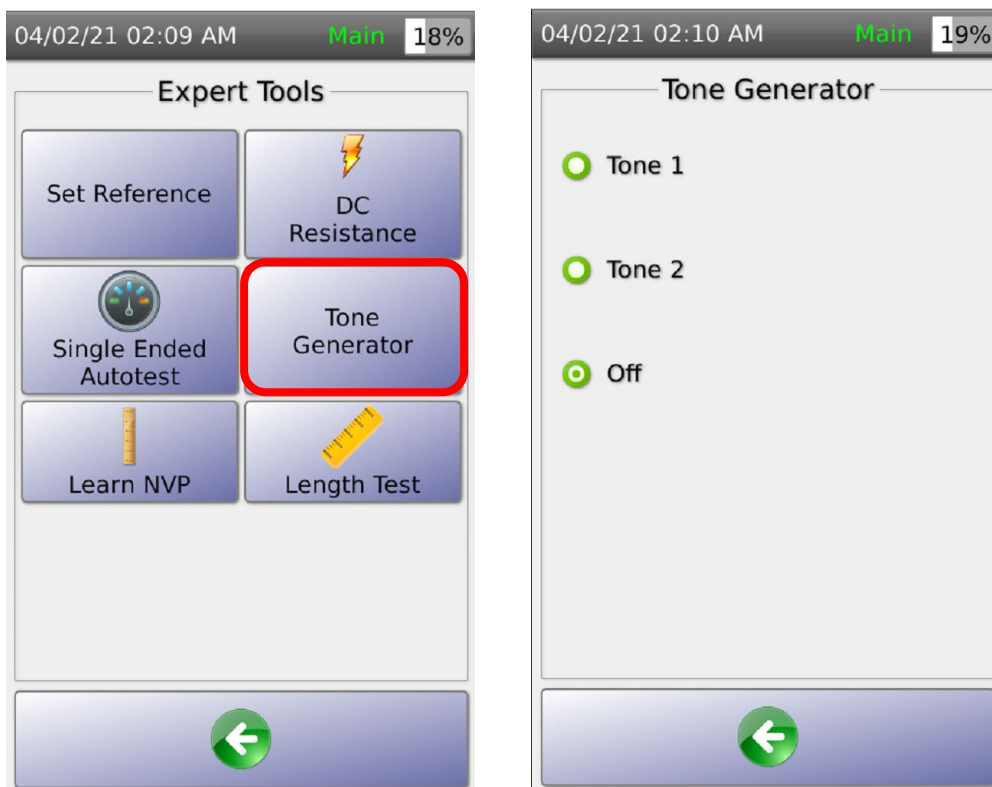 04/02/21 02:09 AM Main 18%
Expert Tools
Set Reference
DC
Resistance
Single Ended
Autotest
Tone
Generator
Learn NVP
Length Test
04/02/21 02:10 AM Main 19%
Tone Generator
Tone 1
Tone 2
Off